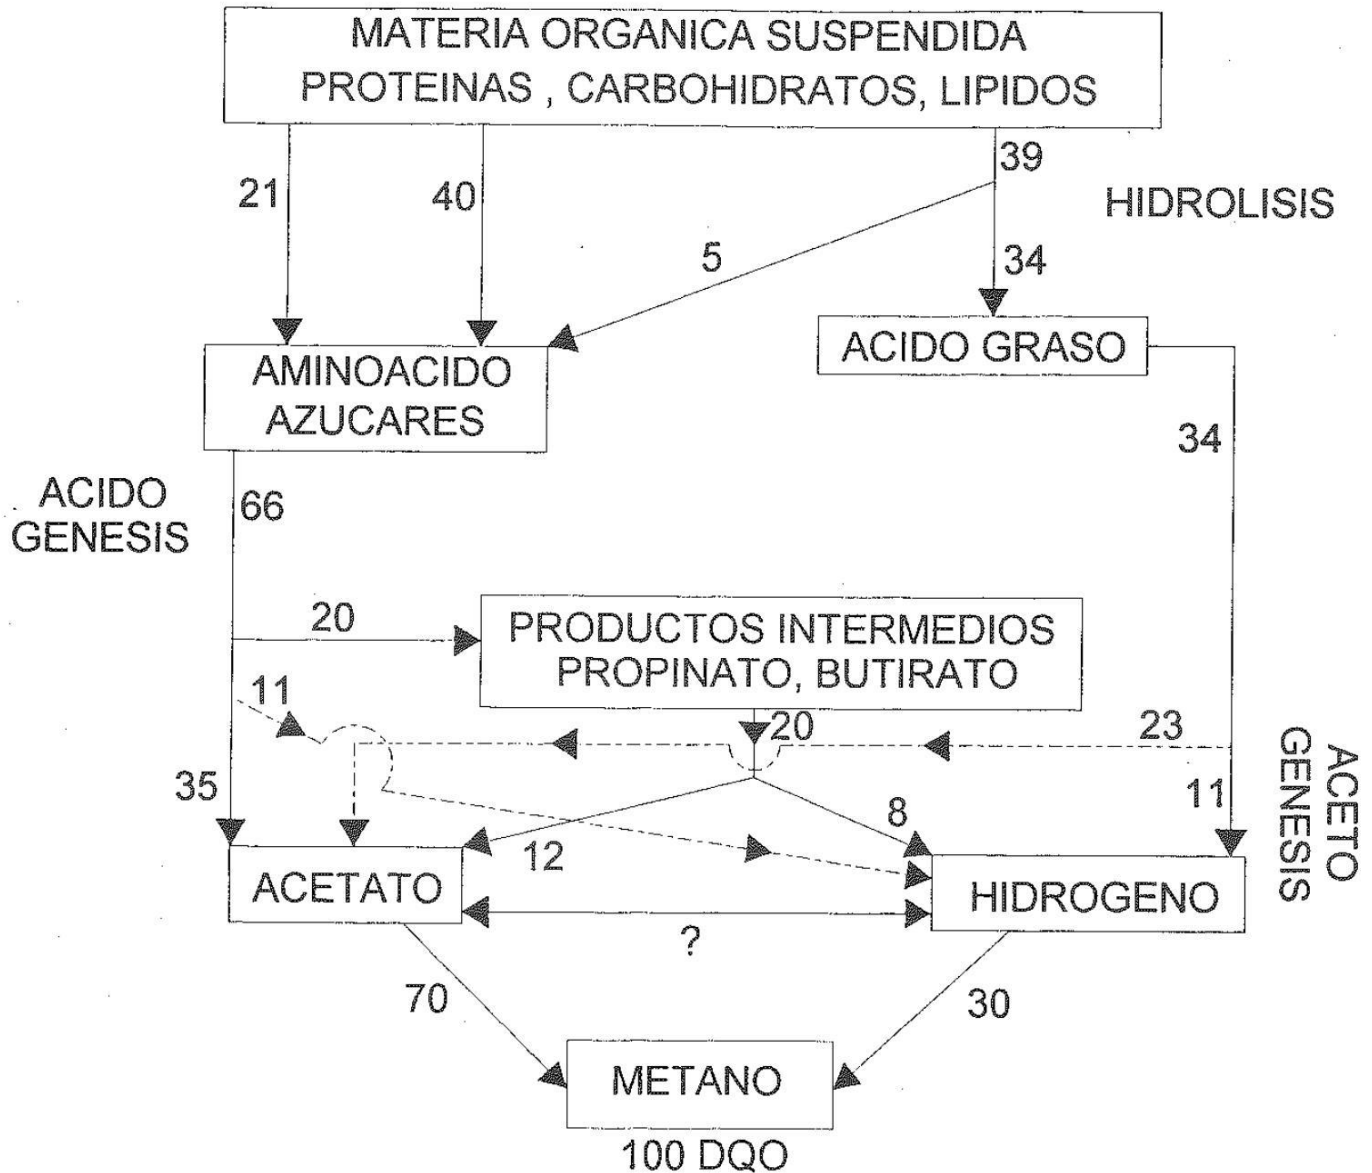 MATERIA ORGANICA SUSPENDIDA
PROTEINAS , CARBOHIDRATOS, LIPIDOS
21
40
39
HIDROLISIS
5
34
AMINOACIDO
AZUCARES
ACIDO GRASO
34
ACIDO
GENESIS
66
20
PRODUCTOS INTERMEDIOS
PROPINATO, BUTIRATO
11
20
23
35
12
8
11
ACETO
GENESIS
ACETATO
HIDROGENO
?
70
30
METANO
100 DQO